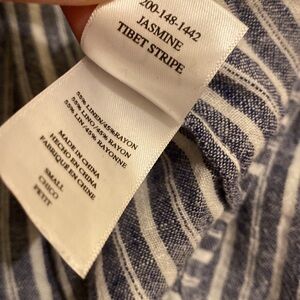 200-148-1442
JASMINE
TIBET STRIPE
55% LINEN/45% RAYON
55% LINO/45% RAYON
55% LIN/45% RAYONNE
MADE IN CHINA
HECHO EN CHINA
FABRIQUE EN CHINE
SMALL
CHICO
PETIT